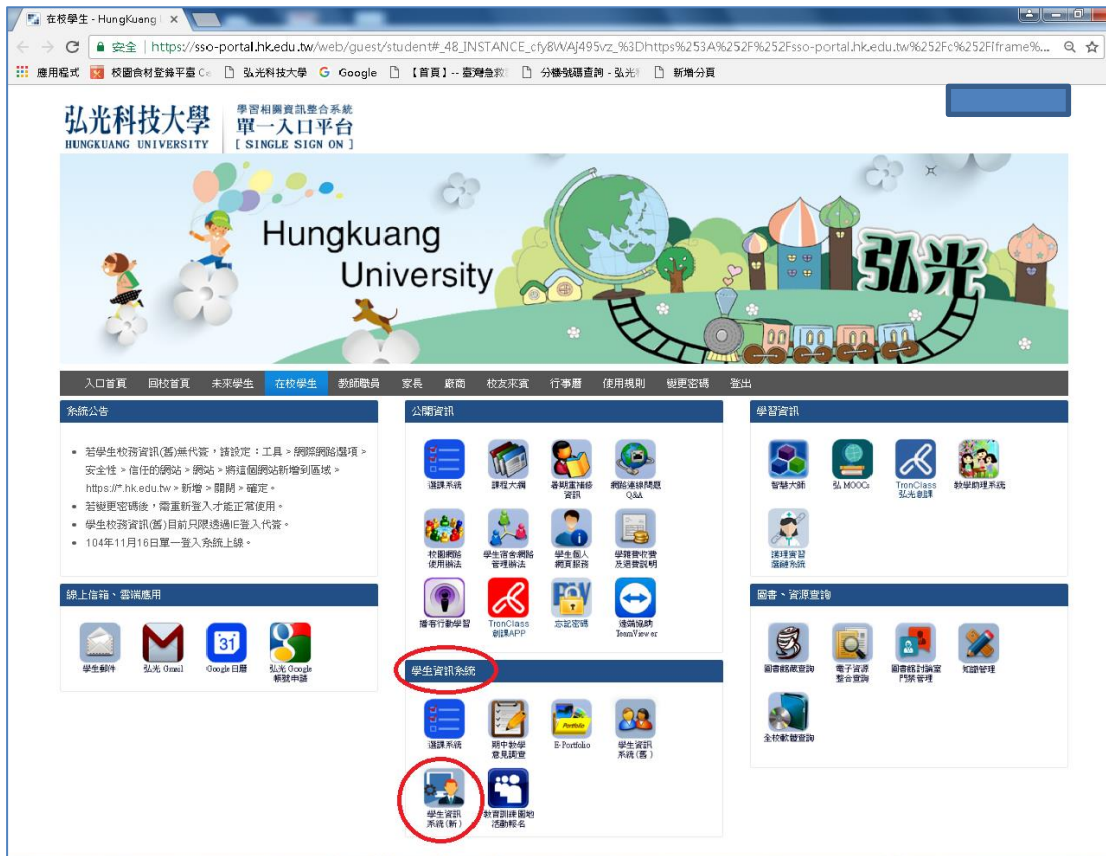 在校學生 - HungKuang
安全 | https://sso-portal.hk.edu.tw/web/guest/student#_48_INSTANCE_cfy8WAJ495vz_%3Dhttps%253A%252F%252Fsso-portal.hk.edu.tw%252Fc%252FIframe%...
應用程式 校園食材登錄平臺 弘光科技大學 Google 【首頁】-- 臺灣急救 分機號碼查詢 - 弘光 新增分頁
弘光科技大學
HUNGKUANG UNIVERSITY
學習相關資訊整合系統
單一入口平台
[ SINGLE SIGN ON ]
Hungkuang
University
弘光
入口首頁 回校首頁 未來學生 在校學生 教師職員 家長 廠商 校友來賓 行事曆 使用規則 變更密碼 登出
系統公告
若學生校務資訊(舊)無代簽，請設定：工具 > 網際網路選項 >
安全性 > 信任的網站 > 網站 > 將這個網站新增到區域 >
https://*.hk.edu.tw > 新增 > 關閉 > 確定。
若變更密碼後，需重新登入才能正常使用。
學生校務資訊(舊)目前只限透過IE登入代簽。
104年11月16日單一登入系統上線。
線上信箱、雲端應用
31
學生郵件 弘光 Gmail Google 日曆 弘光 Google
帳號申請
公開資訊
選課系統 課程大綱 暑期重補修
資訊 網路連線問題
Q&A
校園網路
使用辦法 學生宿舍網路
管理辦法 學生個人
網頁服務 學雜費收費
及退費說明
播客行動學習 TronClass
創課APP 忘記密碼 遠端協助
TeamViewer
學生資訊系統
選課系統 期中教學
意見調查 E-Portfolio 學生資訊
系統(舊)
學生資訊
系統(新) 教育訓練園地
活動報名
學習資訊
智慧大師 弘 MOOCs TronClass
弘光創課 教學助理系統
護理實習
選填系統
圖書、資源查詢
圖書館藏查詢 電子資源
整合查詢 圖書館討論室
門禁管理 知識管理
全校軟體查詢